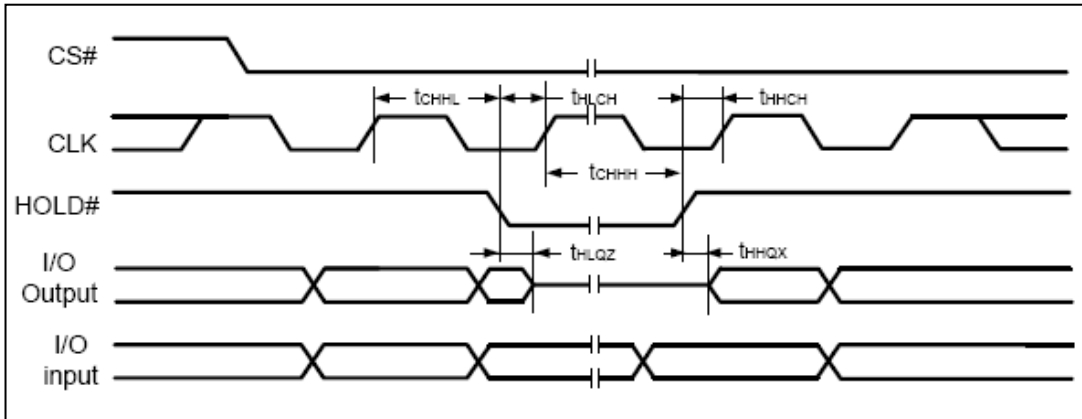 CS#
tCHHL tHLCH tHHCH
CLK
tCHHH
HOLD#
tHLQZ tHHQX
I/O
Output
I/O
input